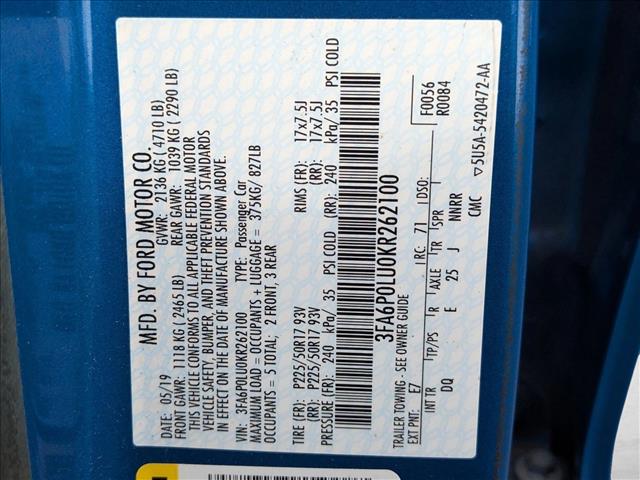 MFD. BY FORD MOTOR CO.
DATE: 05/19 GVWR: 2136 KG ( 4710 LB)
FRONT GAWR: 1118 KG ( 2465 LB) REAR GAWR: 1039 KG ( 2290 LB)
THIS VEHICLE CONFORMS TO ALL APPLICABLE FEDERAL MOTOR
VEHICLE SAFETY, BUMPER, AND THEFT PREVENTION STANDARDS
IN EFFECT ON THE DATE OF MANUFACTURE SHOWN ABOVE.
VIN: 3FA6P0LU0KR262100 TYPE: Passenger Car
MAXIMUM LOAD = OCCUPANTS + LUGGAGE = 375KG/ 827LB
OCCUPANTS = 5 TOTAL: 2 FRONT, 3 REAR
TIRE (FR): P225/50R17 93V RIMS (FR): 17x7.5J
TIRE (RR): P225/50R17 93V (RR): 17x7.5J
PRESSURE (FR): 240 kPa/ 35 PSI COLD (RR): 240 kPa/ 35 PSI COLD
3FA6P0LU0KR262100
TRAILER TOWING - SEE OWNER GUIDE
F0056
R0084
EXT PNT: E7 RC: 71 DSO:
INT TR TP/PS R AXLE TR SPR
DQ E 25 J NNRR
CMC ▽5U5A-5420472-AA